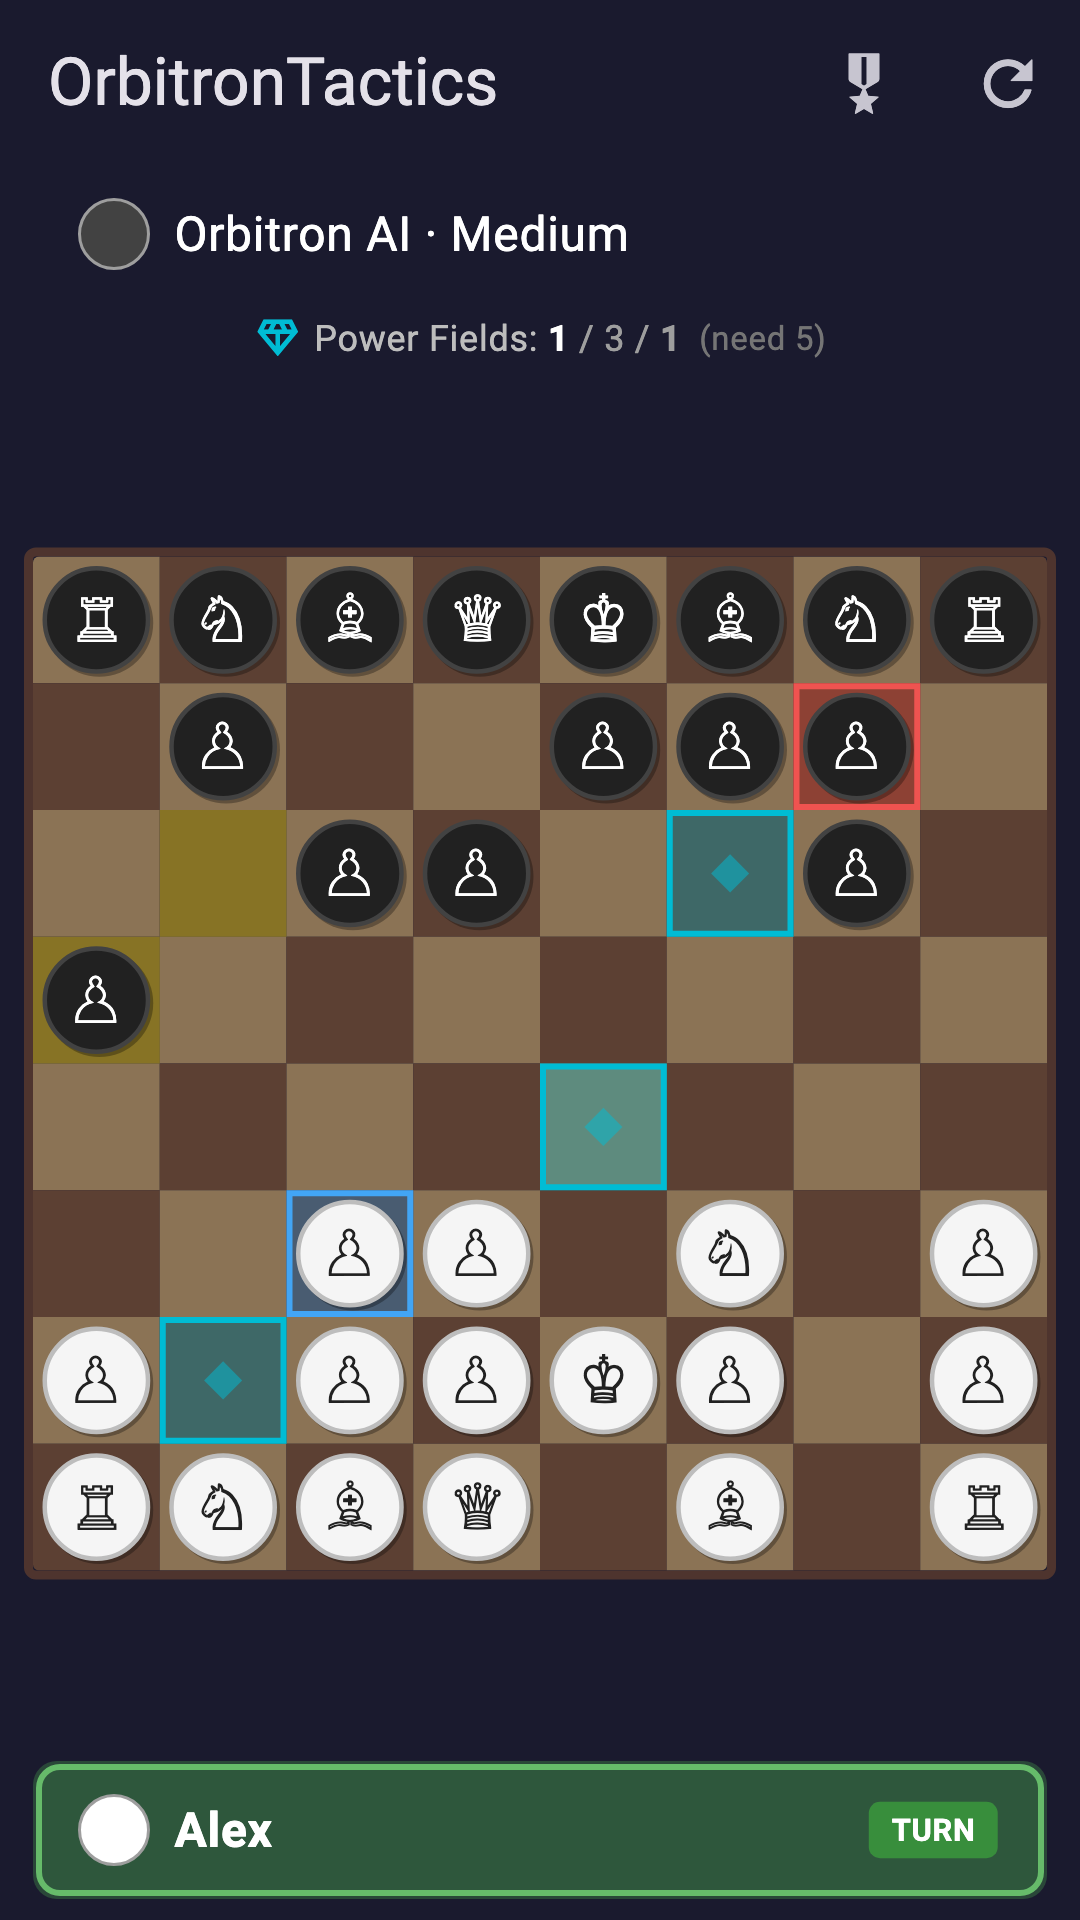 OrbitronTactics
Orbitron AI · Medium
Power Fields: 1 / 3 / 1 (need 5)
Alex
TURN